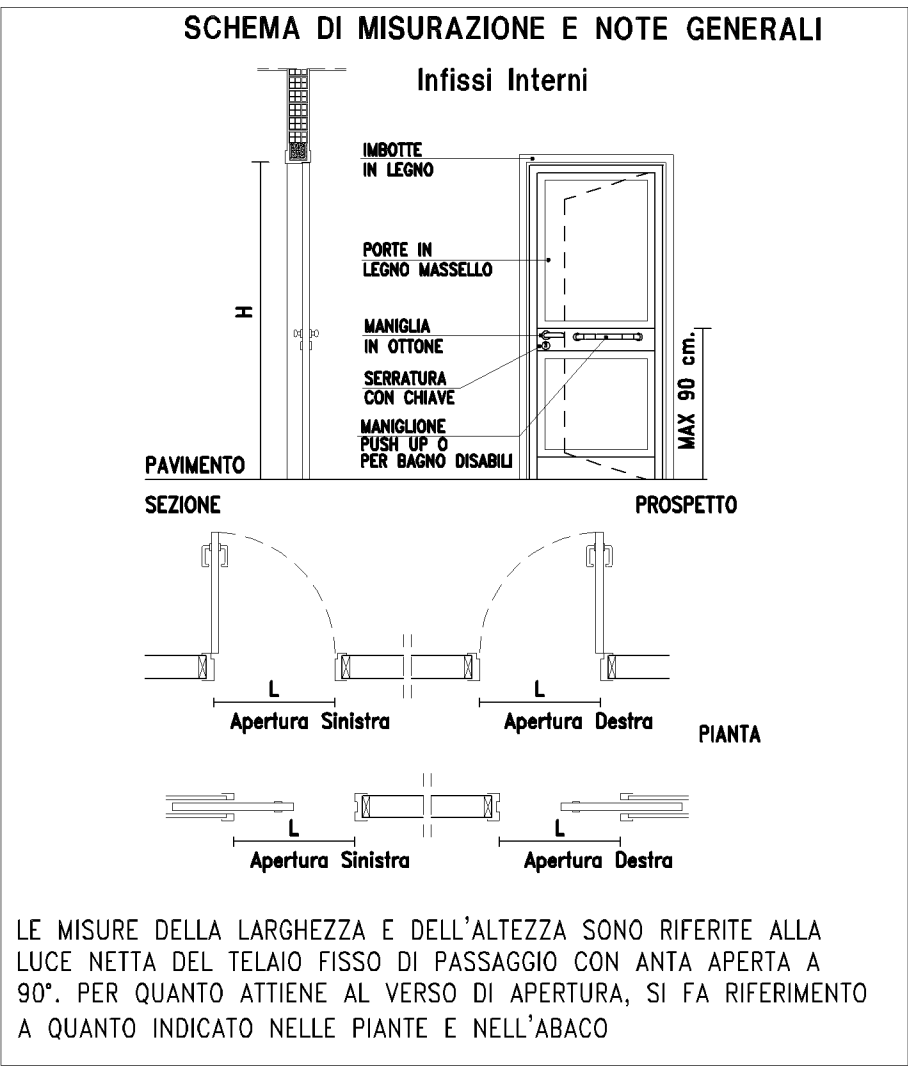 SCHEMA DI MISURAZIONE E NOTE GENERALI
Infissi Interni
IMBOTTE
IN LEGNO
PORTE IN
LEGNO MASSELLO
H
MANIGLIA
IN OTTONE
SERRATURA
CON CHIAVE
MANIGLIONE
PUSH UP O
PER BAGNO DISABILI
MAX 90 cm.
PAVIMENTO
SEZIONE
PROSPETTO
L
Apertura Sinistra
L
Apertura Destra
PIANTA
L
Apertura Sinistra
L
Apertura Destra
LE MISURE DELLA LARGHEZZA E DELL'ALTEZZA SONO RIFERITE ALLA
LUCE NETTA DEL TELAIO FISSO DI PASSAGGIO CON ANTA APERTA A
90°. PER QUANTO ATTIENE AL VERSO DI APERTURA, SI FA RIFERIMENTO
A QUANTO INDICATO NELLE PIANTE E NELL'ABACO